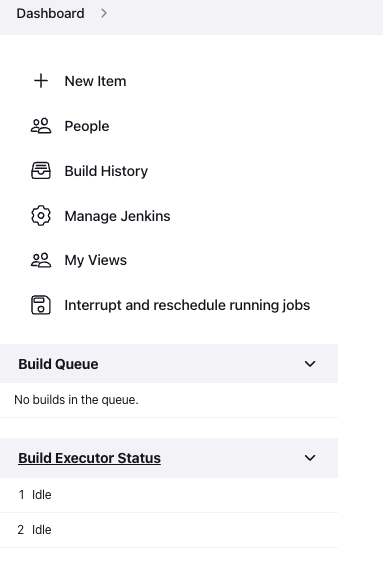 Dashboard
New Item
People
Build History
Manage Jenkins
My Views
Interrupt and reschedule running jobs
Build Queue
No builds in the queue.
Build Executor Status
1 Idle
2 Idle